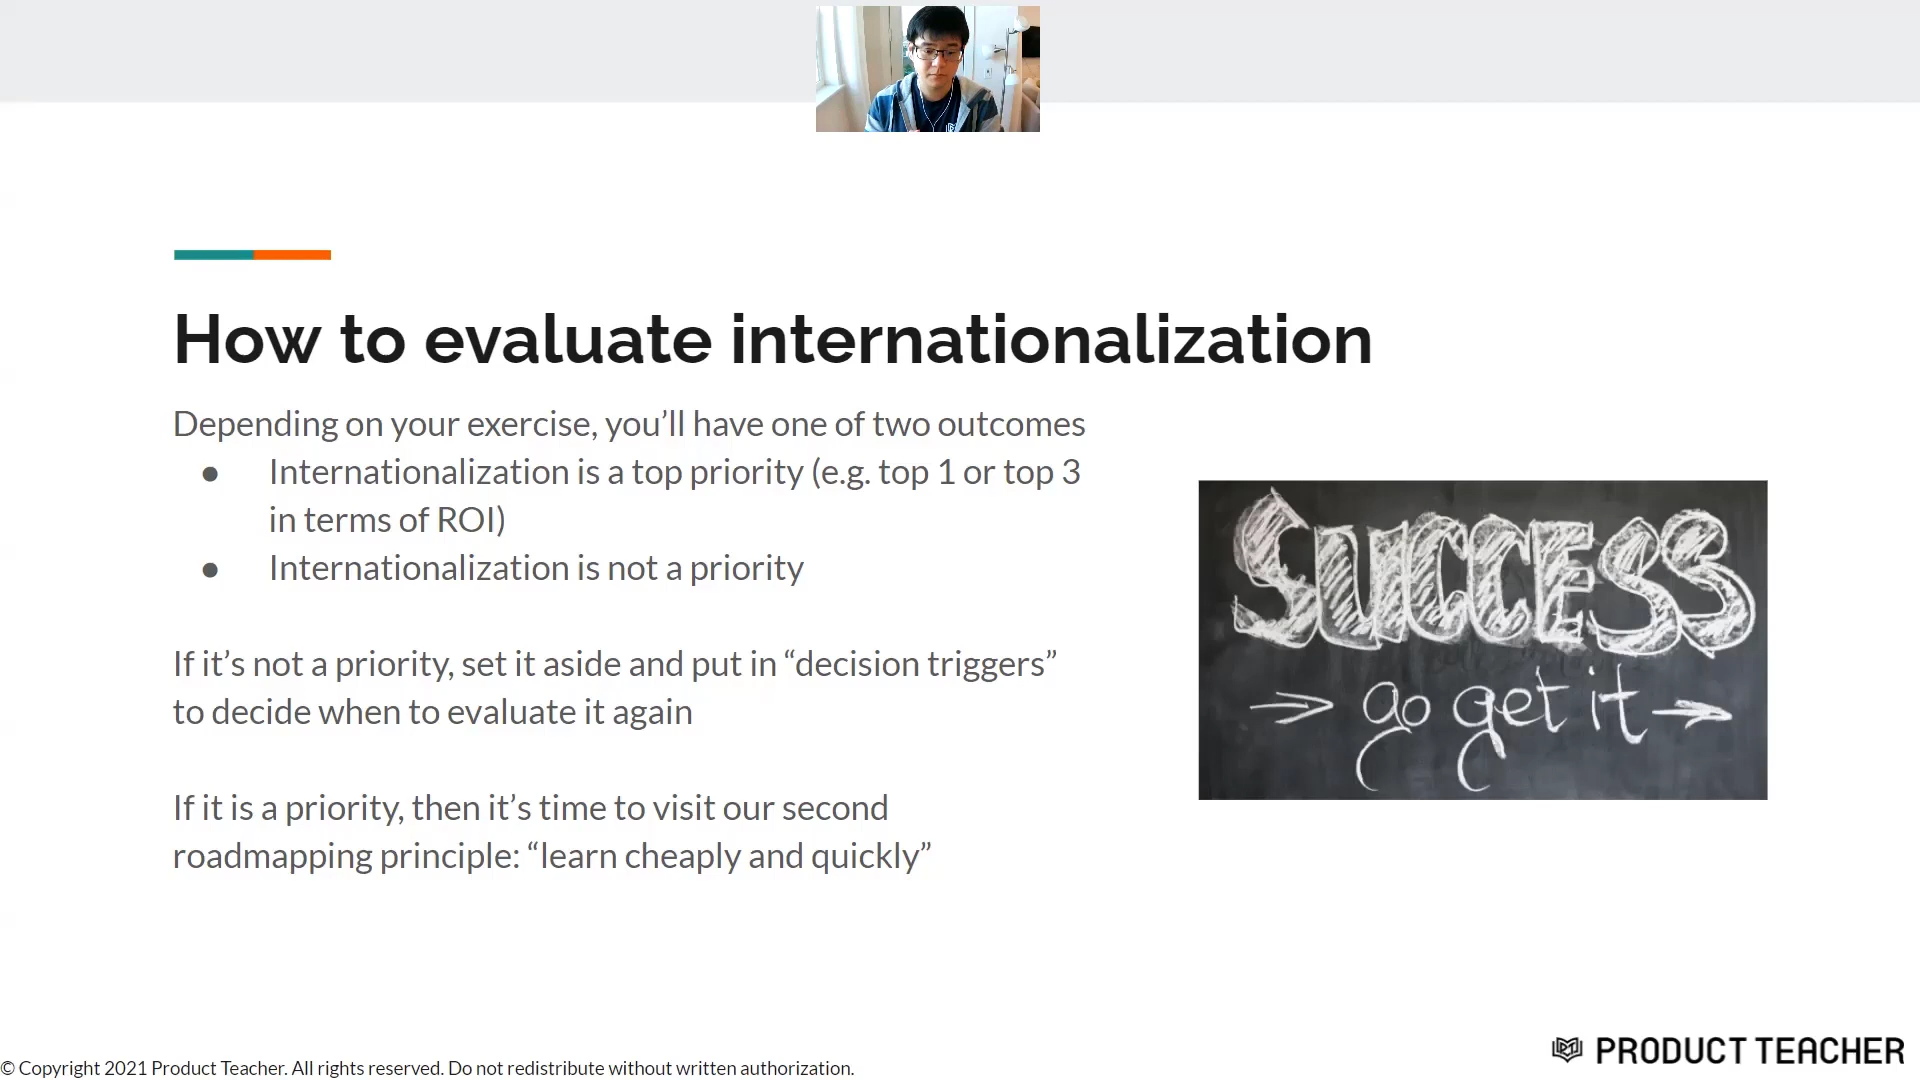 How to evaluate internationalization
Depending on your exercise, you’ll have one of two outcomes
● Internationalization is a top priority (e.g. top 1 or top 3
in terms of ROI)
● Internationalization is not a priority
If it’s not a priority, set it aside and put in “decision triggers”
to decide when to evaluate it again
If it is a priority, then it’s time to visit our second
roadmapping principle: “learn cheaply and quickly”
SUCCESS
go get it
PRODUCT TEACHER
© Copyright 2021 Product Teacher. All rights reserved. Do not redistribute without written authorization.